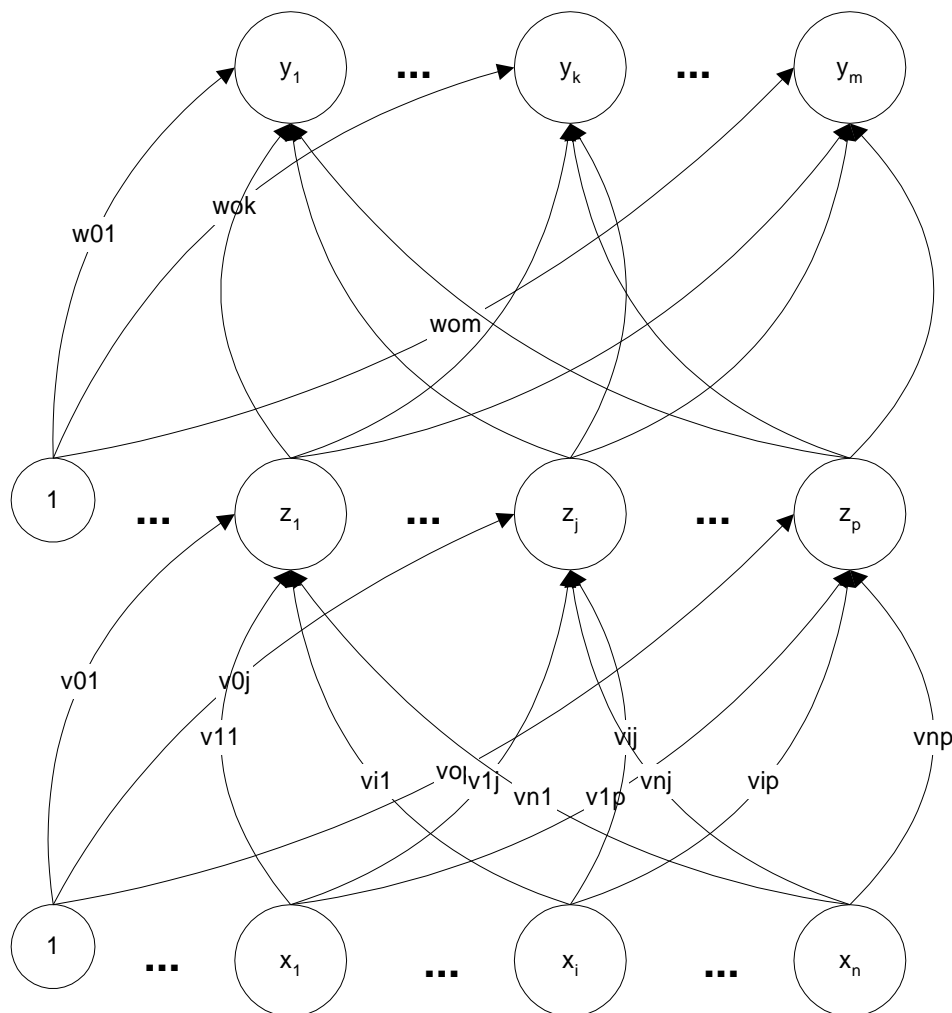 y1 ... yk ... ym
wok
w01
wom
1 ... z1 ... zj ... zp
v01 v0j
v11 vij vnp
vi1 v1j vn1 v1p vnj vip
1 ... x1 ... xi ... xn